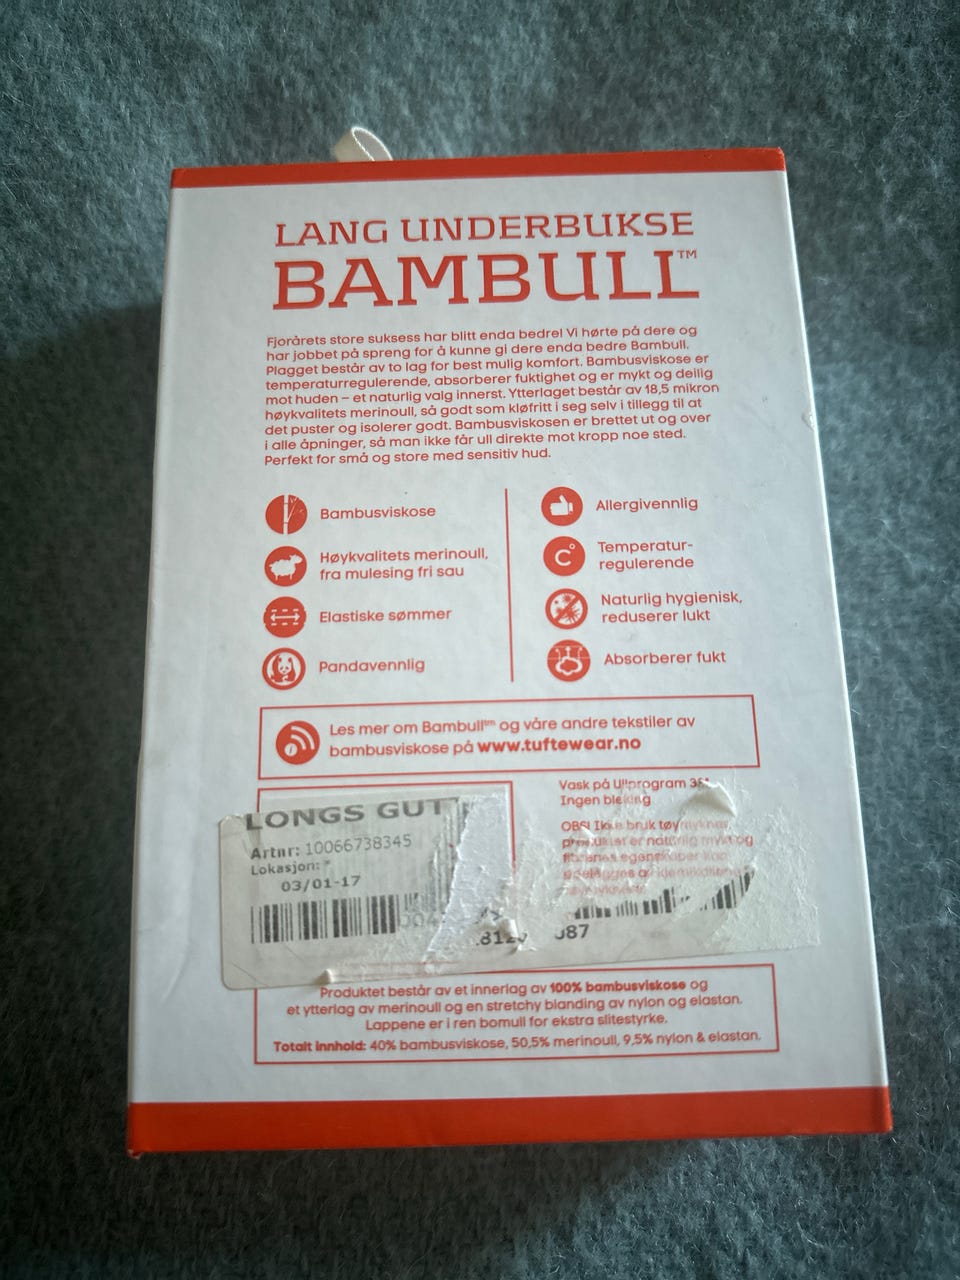 LANG UNDERBUKSE
BAMBULL™
Fjorårets store suksess har blitt enda bedre! Vi hørte på dere og
har jobbet på spreng for å kunne gi dere enda bedre Bambull.
Plagget består av to lag for best mulig komfort. Bambusviskose er
temperaturregulerende, absorberer fuktighet og er mykt og deilig
mot huden – et naturlig valg innerst. Ytterlaget består av 18,5 mikron
høykvalitets merinoull, så godt som kløfritt i seg selv i tillegg til at
det puster og isolerer godt. Bambusviskosen er brettet ut og over
i alle åpninger, så man ikke får ull direkte mot kropp noe sted.
Perfekt for små og store med sensitiv hud.
Bambusviskose
Høykvalitets merinoull,
fra mulesing fri sau
Elastiske sømmer
Pandavennlig
Allergivennlig
C°
Temperatur-
regulerende
Naturlig hygienisk,
reduserer lukt
Absorberer fukt
Les mer om Bambull™ og våre andre tekstiler av
bambusviskose på www.tuftewear.no
Vask på Ullprogram
Ingen bleking
OBS! Ikke bruk
er naturlig mykt og
LONGS GUT
Artnr: 10066738345
Lokasjon: *
03/01-17
Produktet består av et innerlag av 100% bambusviskose og
et ytterlag av merinoull og en stretchy blanding av nylon og elastan.
Lappene er i ren bomull for ekstra slitestyrke.
Totalt innhold: 40% bambusviskose, 50,5% merinoull, 9,5% nylon & elastan.